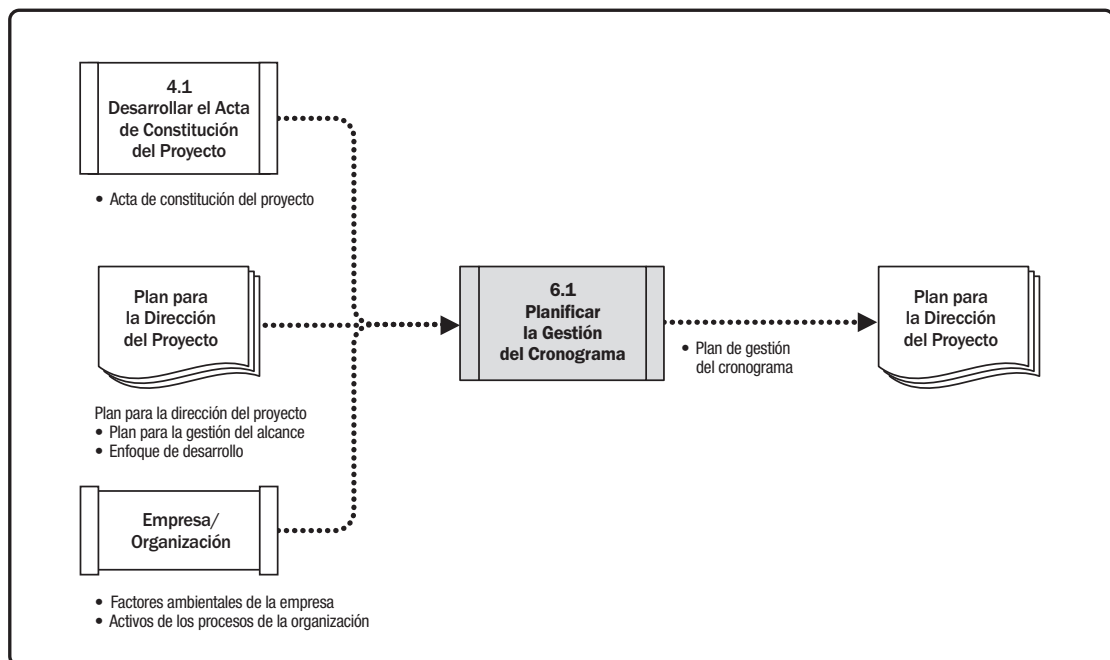 4.1
Desarrollar el Acta
de Constitución
del Proyecto
• Acta de constitución del proyecto
Plan para
la Dirección
del Proyecto
Plan para la dirección del proyecto
• Plan para la gestión del alcance
• Enfoque de desarrollo
Empresa/
Organización
• Factores ambientales de la empresa
• Activos de los procesos de la organización
6.1
Planificar
la Gestión
del Cronograma
• Plan de gestión
del cronograma
Plan para
la Dirección
del Proyecto